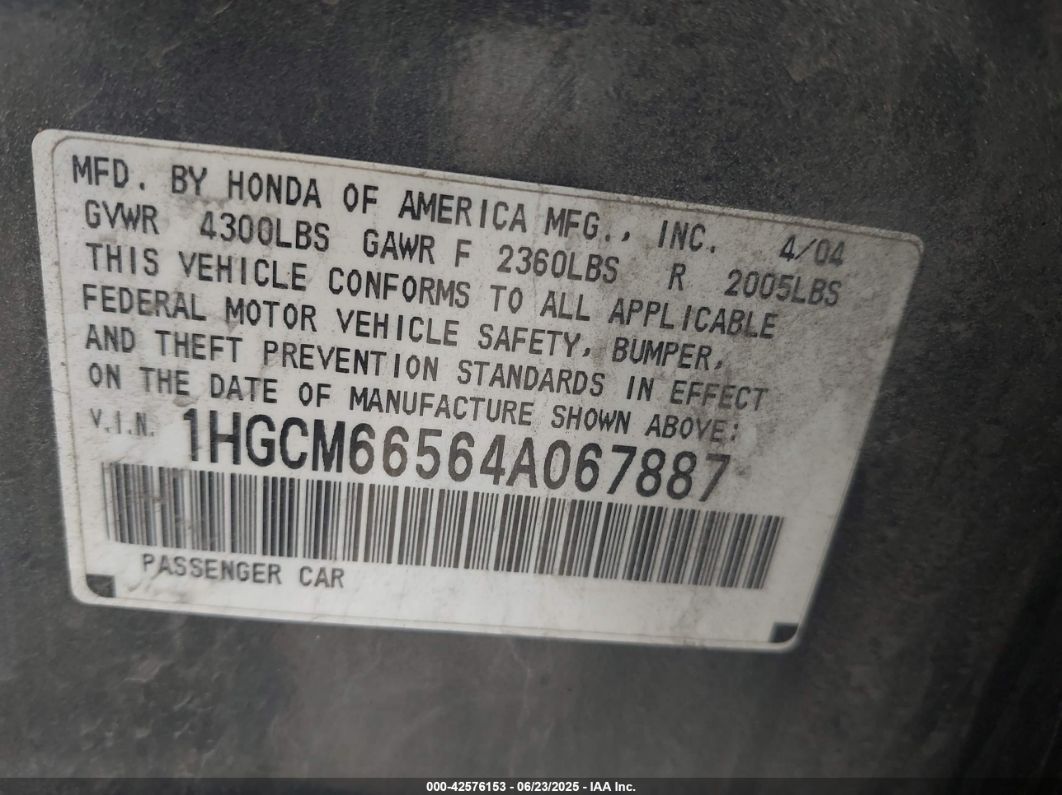 MFD. BY HONDA OF AMERICA MFG., INC. 4/04
GVWR 4300LBS GAWR F 2360LBS R 2005LBS
THIS VEHICLE CONFORMS TO ALL APPLICABLE
FEDERAL MOTOR VEHICLE SAFETY, BUMPER,
AND THEFT PREVENTION STANDARDS IN EFFECT
ON THE DATE OF MANUFACTURE SHOWN ABOVE:
V.I.N. 1HGCM66564A067887
PASSENGER CAR
000-42576153 - 06/23/2025 - IAA Inc.